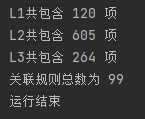 L1共包含 120 项
L2共包含 605 项
L3共包含 264 项
关联规则总数为 99
运行结束